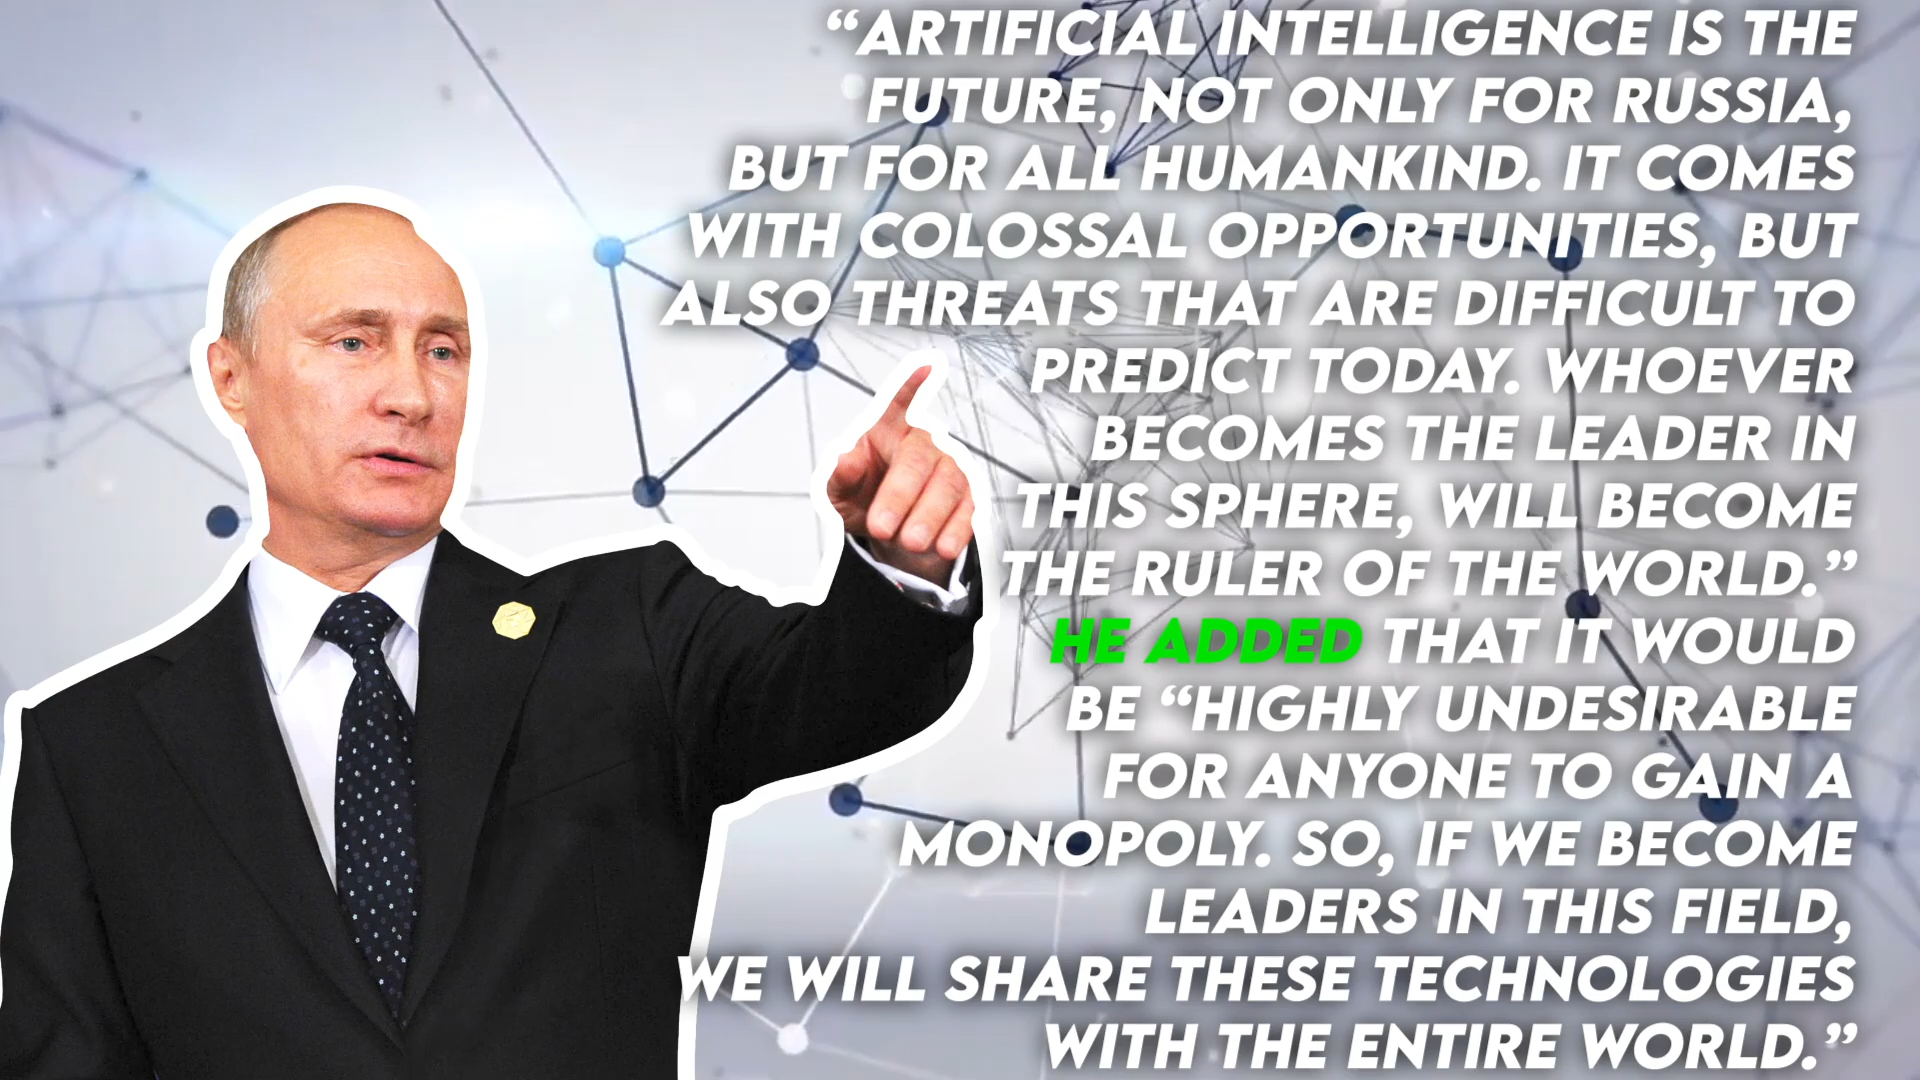 “ARTIFICIAL INTELLIGENCE IS THE
FUTURE, NOT ONLY FOR RUSSIA,
BUT FOR ALL HUMANKIND. IT COMES
WITH COLOSSAL OPPORTUNITIES, BUT
ALSO THREATS THAT ARE DIFFICULT TO
PREDICT TODAY. WHOEVER
BECOMES THE LEADER IN
THIS SPHERE, WILL BECOME
THE RULER OF THE WORLD.”
HE ADDED THAT IT WOULD
BE “HIGHLY UNDESIRABLE
FOR ANYONE TO GAIN A
MONOPOLY. SO, IF WE BECOME
LEADERS IN THIS FIELD,
WE WILL SHARE THESE TECHNOLOGIES
WITH THE ENTIRE WORLD.”